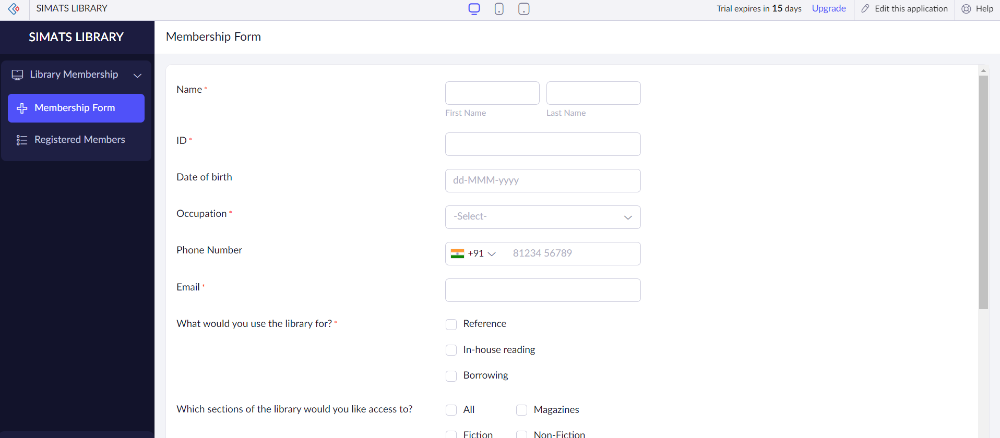 SIMATS LIBRARY
Trial expires in 15 days Upgrade Edit this application Help
SIMATS LIBRARY
Library Membership
Membership Form
Registered Members
Membership Form
Name *
First Name Last Name
ID *
Date of birth dd-MMM-yyyy
Occupation * -Select-
Phone Number +91 81234 56789
Email *
What would you use the library for? * Reference
In-house reading
Borrowing
Which sections of the library would you like access to? All Magazines
Fiction Non-Fiction